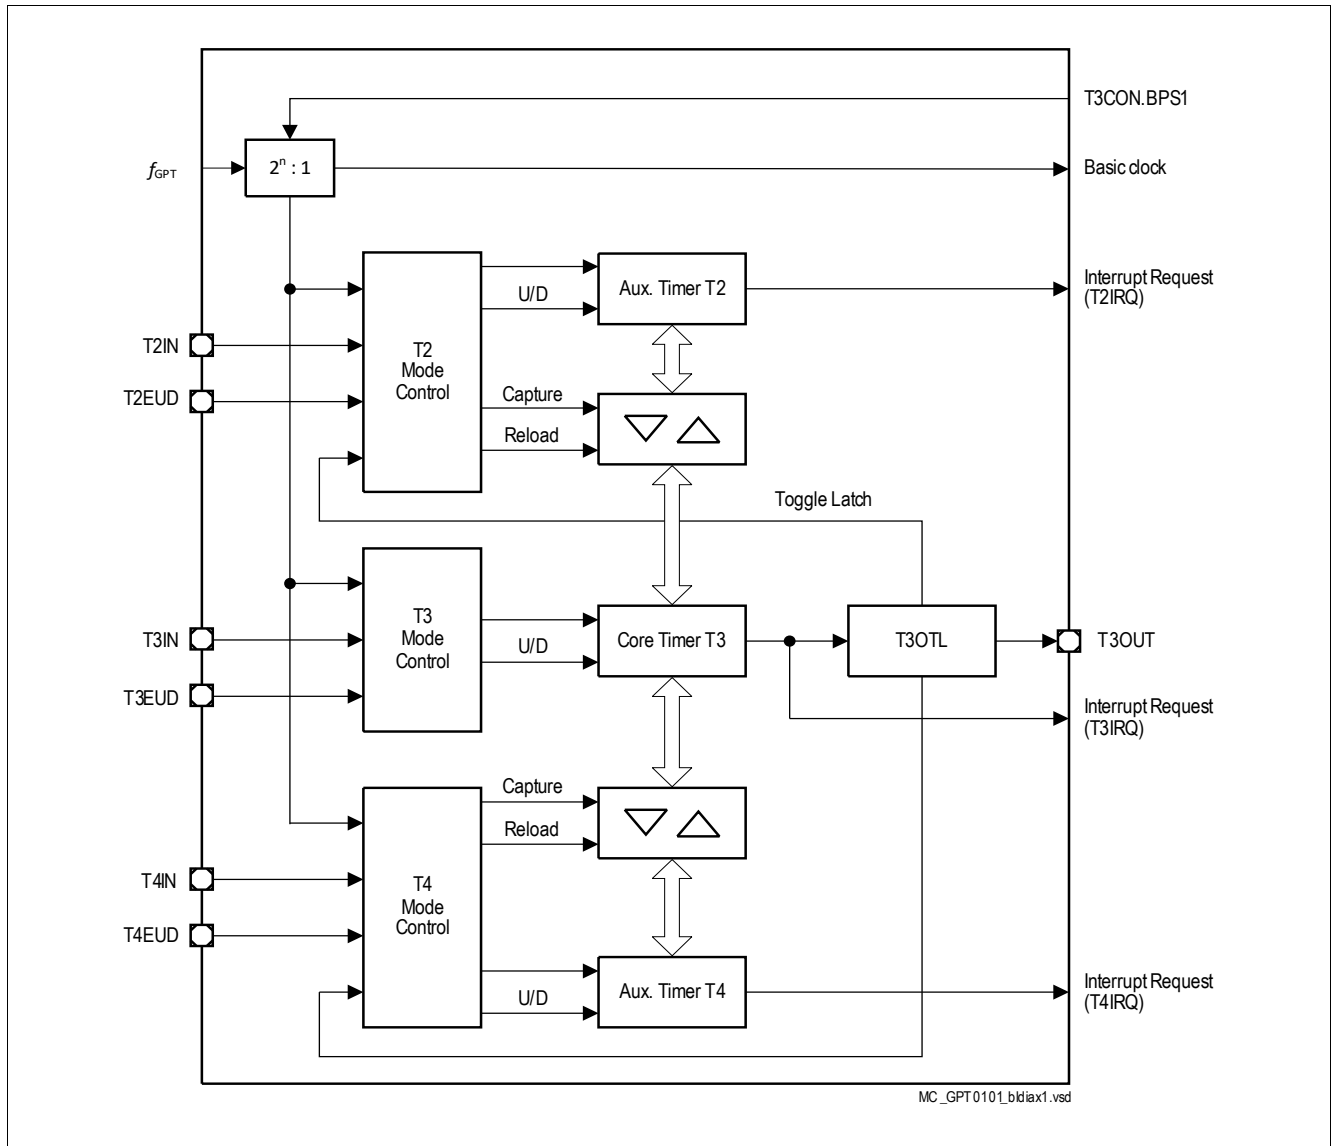 T3CON.BPS1
fGPT
2ⁿ : 1
Basic clock
Aux. Timer T2
Interrupt Request
(T2IRQ)
U/D
T2IN
T2
Mode
Control
T2EUD
Capture
Reload
Toggle Latch
T3IN
T3
Mode
Control
U/D
Core Timer T3
T3OTL
T3OUT
T3EUD
Interrupt Request
(T3IRQ)
Capture
Reload
T4IN
T4
Mode
Control
T4EUD
U/D
Aux. Timer T4
Interrupt Request
(T4IRQ)
MC_GPT0101_bldiax1.vsd